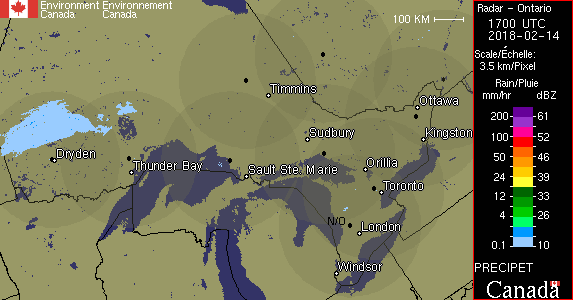 Environment Environnement
Canada Canada
100 KM
Timmins
Ottawa
Sudbury
Kingston
Dryden
Thunder Bay
Sault Ste. Marie
Orillia
Toronto
N/O
London
Windsor
Radar - Ontario
1700 UTC
2018-02-14
Scale/Échelle:
3.5 km/Pixel
Rain/Pluie
mm/hr dBZ
200 61
100 52
50 46
24 39
12 33
4 26
0.1 10
PRECIPET
Canada